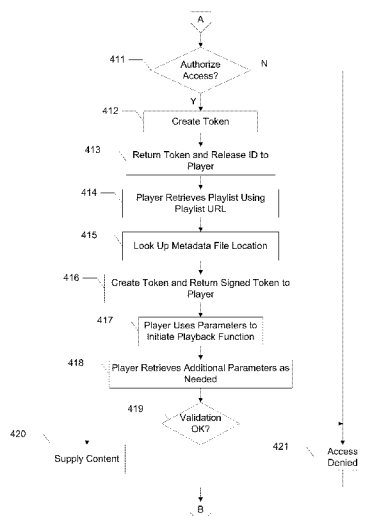 A
411
Authorize
Access?
N
Y
412
Create Token
413
Return Token and Release ID to
Player
414
Player Retrieves Playlist Using
Playlist URL
415
Look Up Metadata File Location
416
Create Token and Return Signed Token to
Player
417
Player Uses Parameters to
Initiate Playback Function
418
Player Retrieves Additional Parameters as
Needed
419
Validation
OK?
420
Supply Content
421
Access
Denied
B